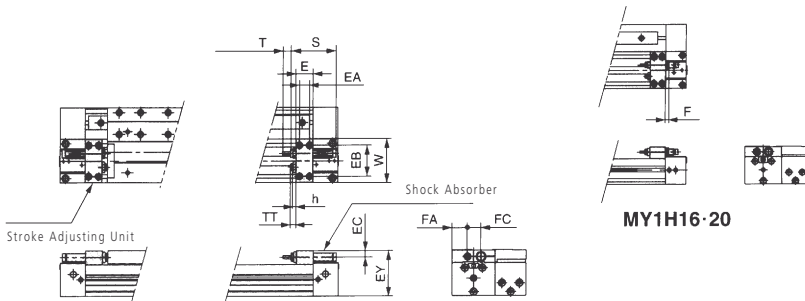 T S
E
EA
F
EB
W
h
Shock Absorber
TT
EC
FA FC
MY1H16·20
Stroke Adjusting Unit
EY